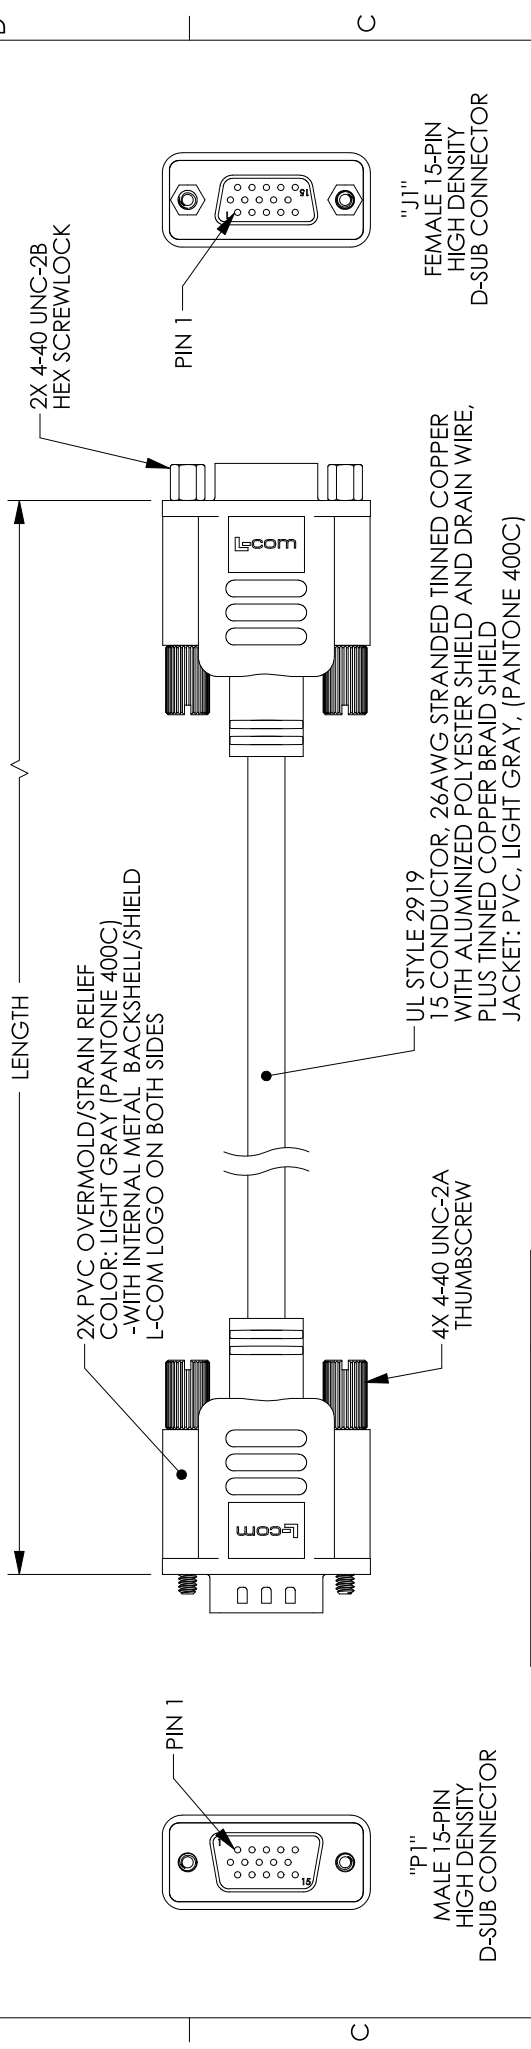 D
C
LENGTH
2X PVC OVERMOLD/STRAIN RELIEF
COLOR: LIGHT GRAY (PANTONE 400C)
-WITH INTERNAL METAL BACKSHELL/SHIELD
L-COM LOGO ON BOTH SIDES
2X 4-40 UNC-2B
HEX SCREWLOCK
PIN 1
1
15
"P1"
MALE 15-PIN
HIGH DENSITY
D-SUB CONNECTOR
L-com
L-com
4X 4-40 UNC-2A
THUMBSCREW
UL STYLE 2919
15 CONDUCTOR, 26AWG STRANDED TINNED COPPER
WITH ALUMINIZED POLYESTER SHIELD AND DRAIN WIRE,
PLUS TINNED COPPER BRAID SHIELD
JACKET: PVC, LIGHT GRAY, (PANTONE 400C)
PIN 1
1
15
"J1"
FEMALE 15-PIN
HIGH DENSITY
D-SUB CONNECTOR
C